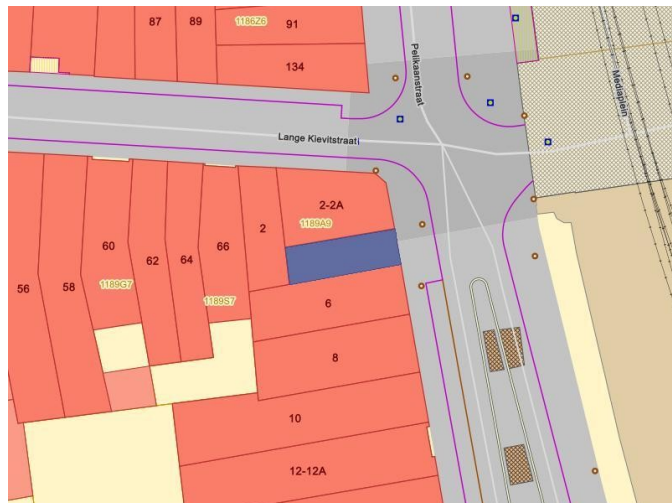 87
89
1186Z6
91
134
Pelikaanstraat
Mediaplein
Lange Kievitstraat
2-2A
1189A9
2
60
66
62
64
56
58
1189G7
1189S7
6
8
10
12-12A